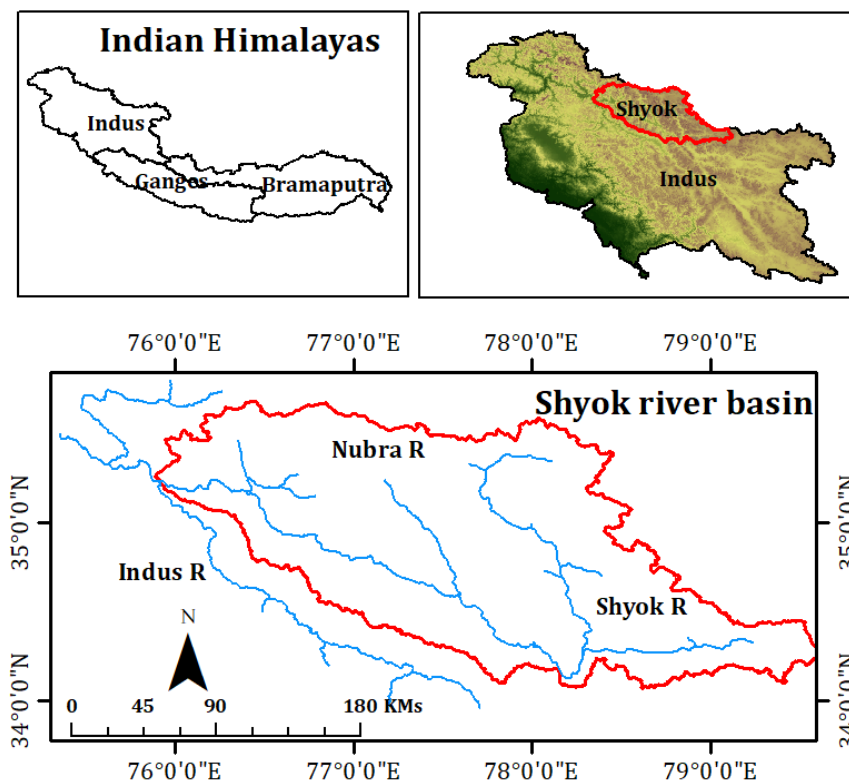 Indian Himalayas
Indus
Ganges
Bramaputra
Shyok
Indus
76°0'0"E 77°0'0"E 78°0'0"E 79°0'0"E
Shyok river basin
Nubra R
35°0'0"N
35°0'0"N
Indus R
Shyok R
N
34°0'0"N
34°0'0"N
0 45 90 180 KMs
76°0'0"E 77°0'0"E 78°0'0"E 79°0'0"E